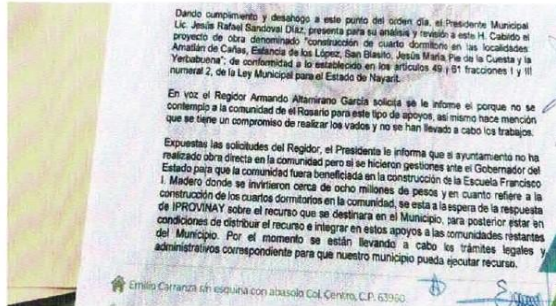 Dando cumplimento y desahogo a este punto del orden día, el Presidente Municipal
Lic. Jesús Rafael Sandoval Díaz, presenta para su análisis y revisión a este H. Cabildo el
proyecto de obra denominado "construcción de cuarto dormitorio en las localidades:
Amatlán de Cañas, Estancia de los López, San Blasito, Jesús María, Pie de la Cuesta y la
Yerbabuena"; de conformidad a lo establecido en los artículos 49 y 61 fracciones I y III
numeral 2, de la Ley Municipal para el Estado de Nayarit.
En voz el Regidor Armando Altamirano García solicita se le informe el porque no se
contemplo a la comunidad de el Rosario para este tipo de apoyos, así mismo hace mención
que se tiene un compromiso de realizar los vados y no se han llevado a cabo los trabajos.
Expuestas las solicitudes del Regidor, el Presidente le informa que si ayuntamiento no ha
realizado obra directa en la comunidad pero si se hicieron gestiones ante el Gobernador del
Estado para que la comunidad fuera beneficiada en la construcción de la Escuela Francisco
I. Madero donde se invirtieron cerca de ocho millones de pesos y en cuanto refiere a la
construcción de los cuartos dormitorios en la comunidad, se esta a la espera de la respuesta
de IPROVINAY sobre el recurso que se destinara en el Municipio, para posterior estar en
condiciones de distribuir el recurso e integrar en estos apoyos a las comunidades restantes
del Municipio. Por el momento se están llevando a cabo los trámites legales y
administrativos correspondiente para que nuestro municipio pueda ejecutar recurso.
Emilio Carranza sin esquina con abasolo Col. Centro, C.P. 63960